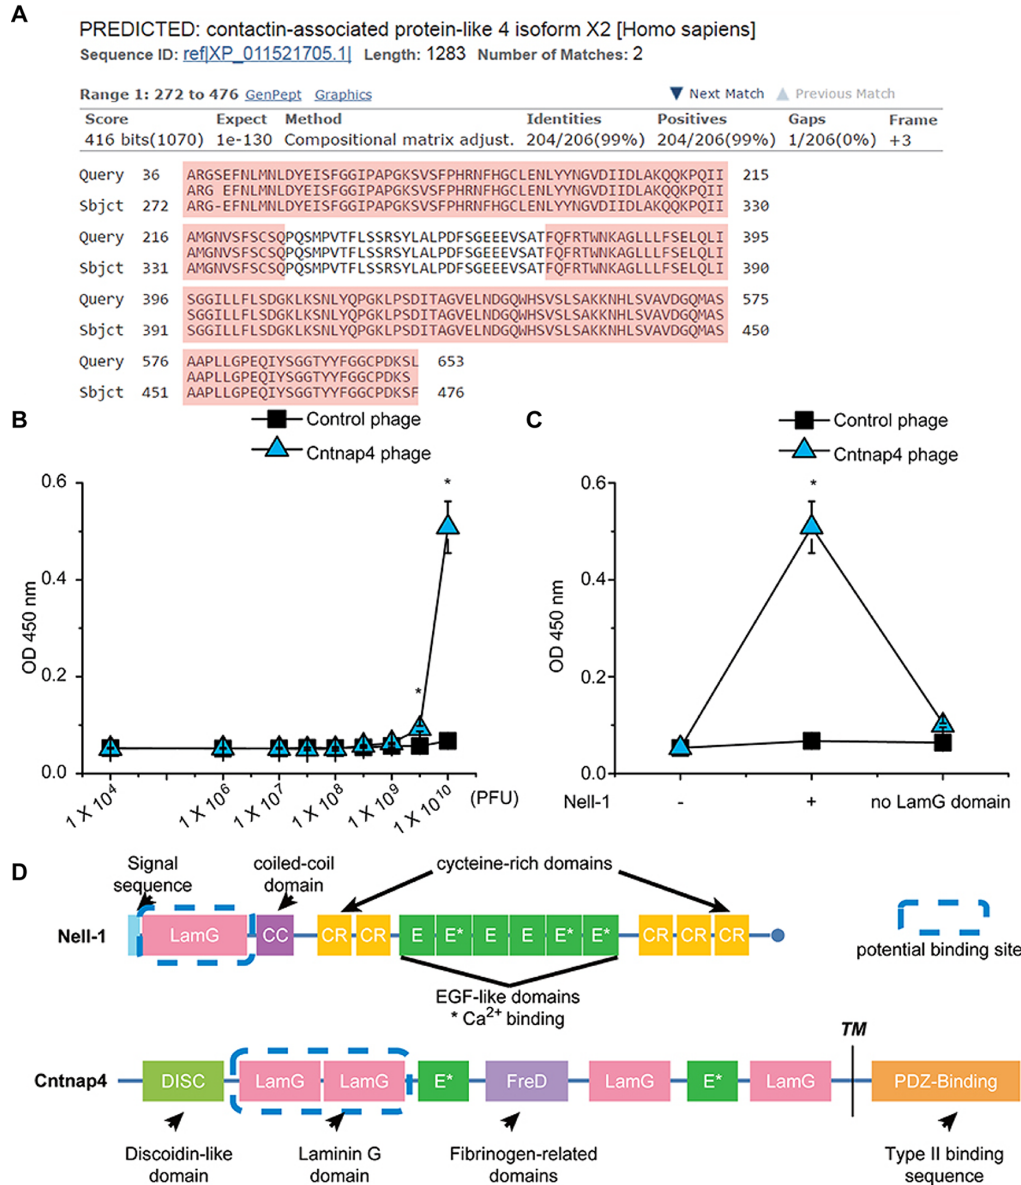 A
PREDICTED: contactin-associated protein-like 4 isoform X2 [Homo sapiens]
Sequence ID: ref|XP_011521705.1| Length: 1283 Number of Matches: 2
Range 1: 272 to 476 GenPept Graphics Next Match Previous Match
Score Expect Method Identities Positives Gaps Frame
416 bits(1070) 1e-130 Compositional matrix adjust. 204/206(99%) 204/206(99%) 1/206(0%) +3
Query 36 ARGSEFNLMNLDYEISFGGIPAPGKSVSFPHRNFHGCLENLYYNGVDIIDLAKQQKPQII 215
ARG EFNLMNLDYEISFGGIPAPGKSVSFPHRNFHGCLENLYYNGVDIIDLAKQQKPQII
Sbjct 272 ARG-EFNLMNLDYEISFGGIPAPGKSVSFPHRNFHGCLENLYYNGVDIIDLAKQQKPQII 330
Query 216 AMGNVSFSCSQPQSMPVTFLSSRSYLALPDFSGEEEVSATFQFRTWNKAGLLLFSELQLI 395
AMGNVSFSCSQPQSMPVTFLSSRSYLALPDFSGEEEVSATFQFRTWNKAGLLLFSELQLI
Sbjct 331 AMGNVSFSCSQPQSMPVTFLSSRSYLALPDFSGEEEVSATFQFRTWNKAGLLLFSELQLI 390
Query 396 SGGILLFLSDGKLKSNLYQPGKLPSDITAGVELNDGQWHSVSLSAKKNHLSVAVDGQMAS 575
SGGILLFLSDGKLKSNLYQPGKLPSDITAGVELNDGQWHSVSLSAKKNHLSVAVDGQMAS
Sbjct 391 SGGILLFLSDGKLKSNLYQPGKLPSDITAGVELNDGQWHSVSLSAKKNHLSVAVDGQMAS 450
Query 576 AAPLLGPEQIYSGGTYYFGGCPDKSL 653
AAPLLGPEQIYSGGTYYFGGCPDKS
Sbjct 451 AAPLLGPEQIYSGGTYYFGGCPDKSF 476
B
Control phage
Cntnap4 phage
0.6
0.4
0.2
0.0
OD 450 nm
*
*
1 X 10⁴
1 X 10⁶
1 X 10⁷
1 X 10⁸
1 X 10⁹
1 X 10¹⁰
(PFU)
C
Control phage
Cntnap4 phage
0.6
0.4
0.2
0.0
OD 450 nm
*
Nell-1 - + no LamG domain
D
Signal
sequence
coiled-coil
domain
cycteine-rich domains
Nell-1 LamG CC CR CR E E* E E E* E* CR CR CR
potential binding site
EGF-like domains
* Ca²⁺ binding
TM
Cntnap4 DISC LamG LamG E* FreD LamG E* LamG PDZ-Binding
Discoidin-like
domain
Laminin G
domain
Fibrinogen-related
domains
Type II binding
sequence